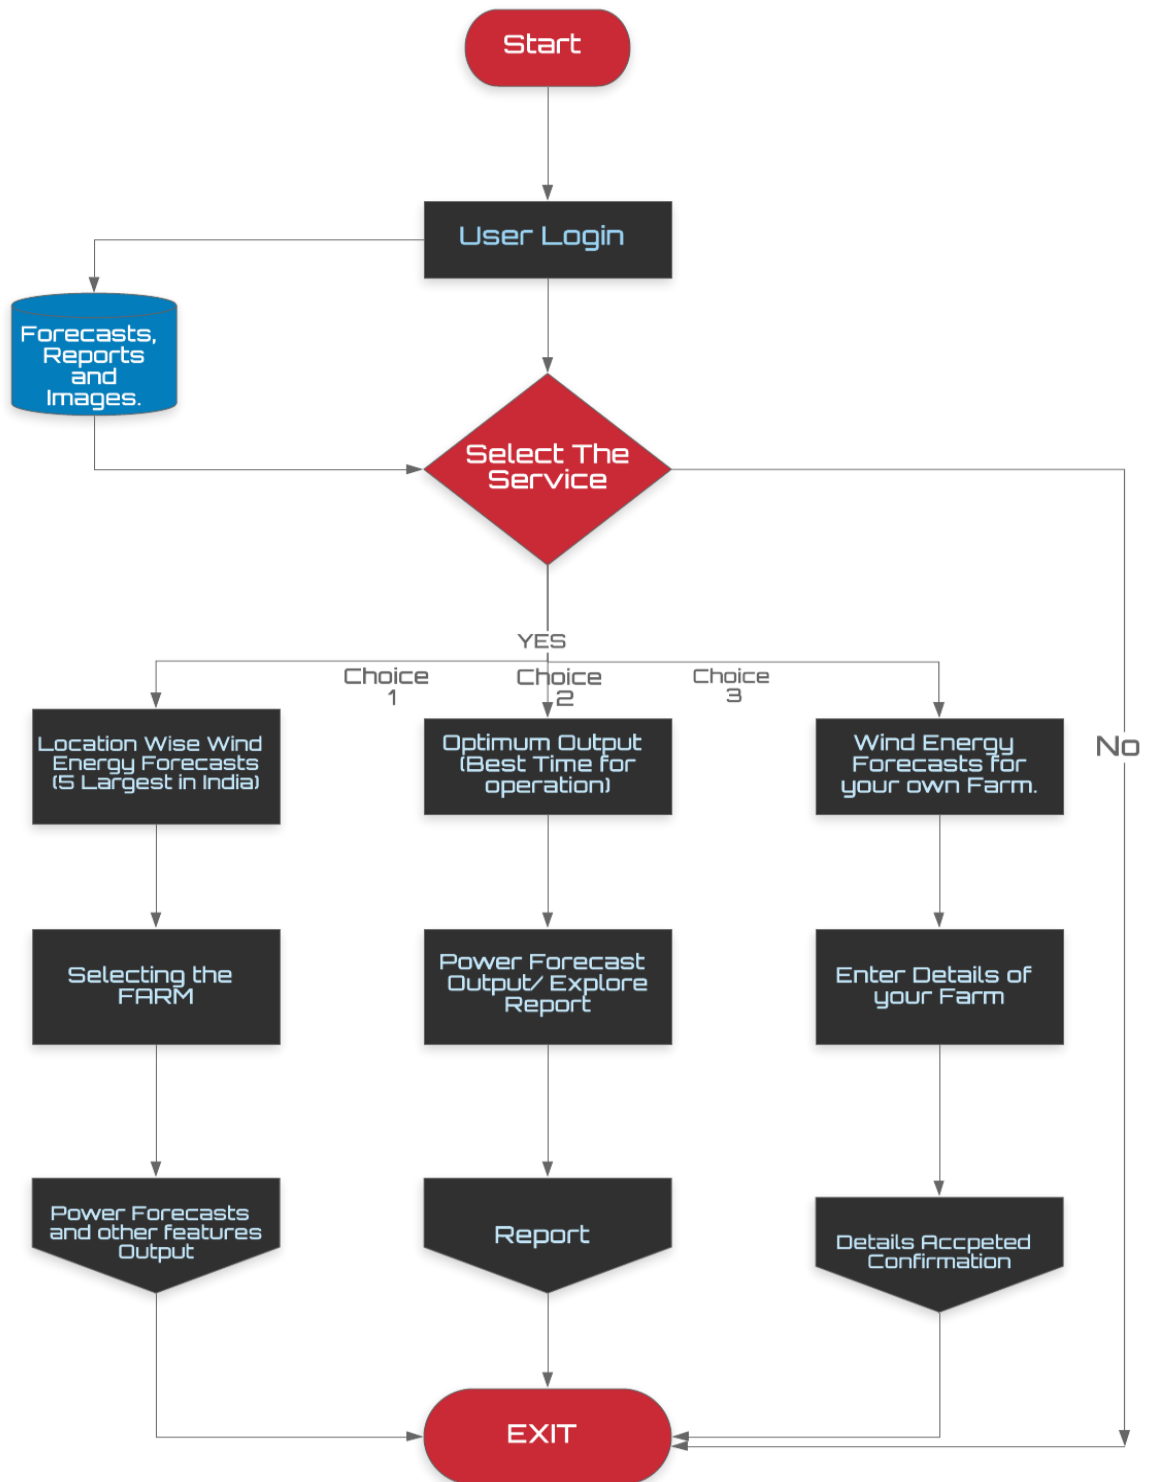 Start
User Login
Forecasts,
Reports
and
Images.
Select The
Service
YES
Choice
1
Choice
2
Choice
3
No
Location Wise Wind
Energy Forecasts
(5 Largest in India)
Optimum Output
(Best Time for
operation)
Wind Energy
Forecasts for
your own Farm.
Selecting the
FARM
Power Forecast
Output/ Explore
Report
Enter Details of
your Farm
Power Forecasts
and other features
Output
Report
Details Accpeted
Confirmation
EXIT